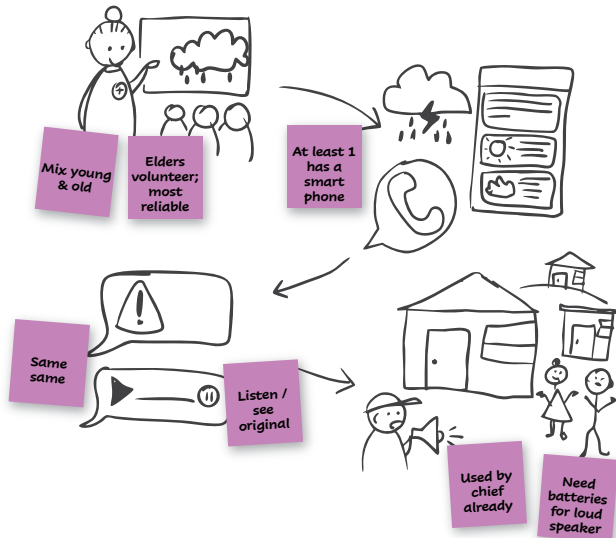 Mix young
& old
Elders
volunteer;
most
reliable
At least 1
has a
smart
phone
Same
same
Listen /
see
original
Used by
chief
already
Need
batteries
for loud
speaker